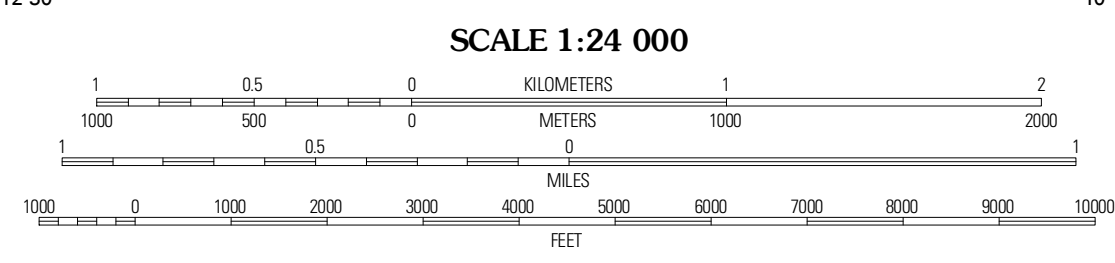 SCALE 1:24 000
1 0.5 0 KILOMETERS 1 2
1000 500 0 METERS 1000 2000
1 0.5 0 1
MILES
1000 0 1000 2000 3000 4000 5000 6000 7000 8000 9000 10000
FEET